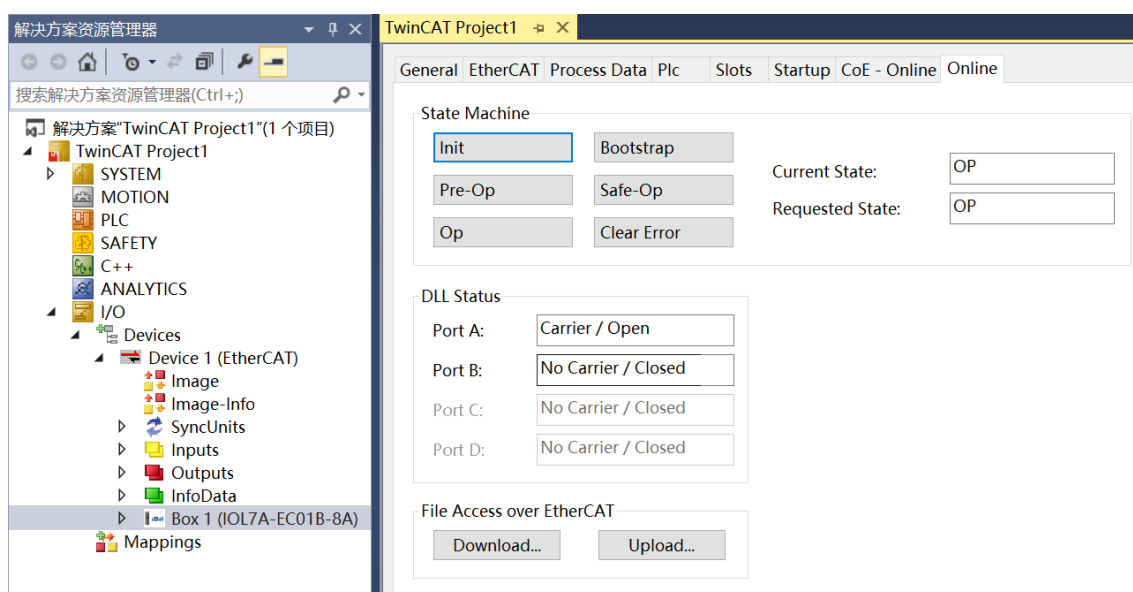 解决方案资源管理器
搜索解决方案资源管理器(Ctrl+;)
解决方案"TwinCAT Project1"(1 个项目)
TwinCAT Project1
SYSTEM
MOTION
PLC
SAFETY
C++
ANALYTICS
I/O
Devices
Device 1 (EtherCAT)
Image
Image-Info
SyncUnits
Inputs
Outputs
InfoData
Box 1 (IOL7A-EC01B-8A)
Mappings
TwinCAT Project1
General EtherCAT Process Data Plc Slots Startup CoE - Online Online
State Machine
Init Bootstrap
Pre-Op Safe-Op
Op Clear Error
Current State: OP
Requested State: OP
DLL Status
Port A: Carrier / Open
Port B: No Carrier / Closed
Port C: No Carrier / Closed
Port D: No Carrier / Closed
File Access over EtherCAT
Download... Upload...